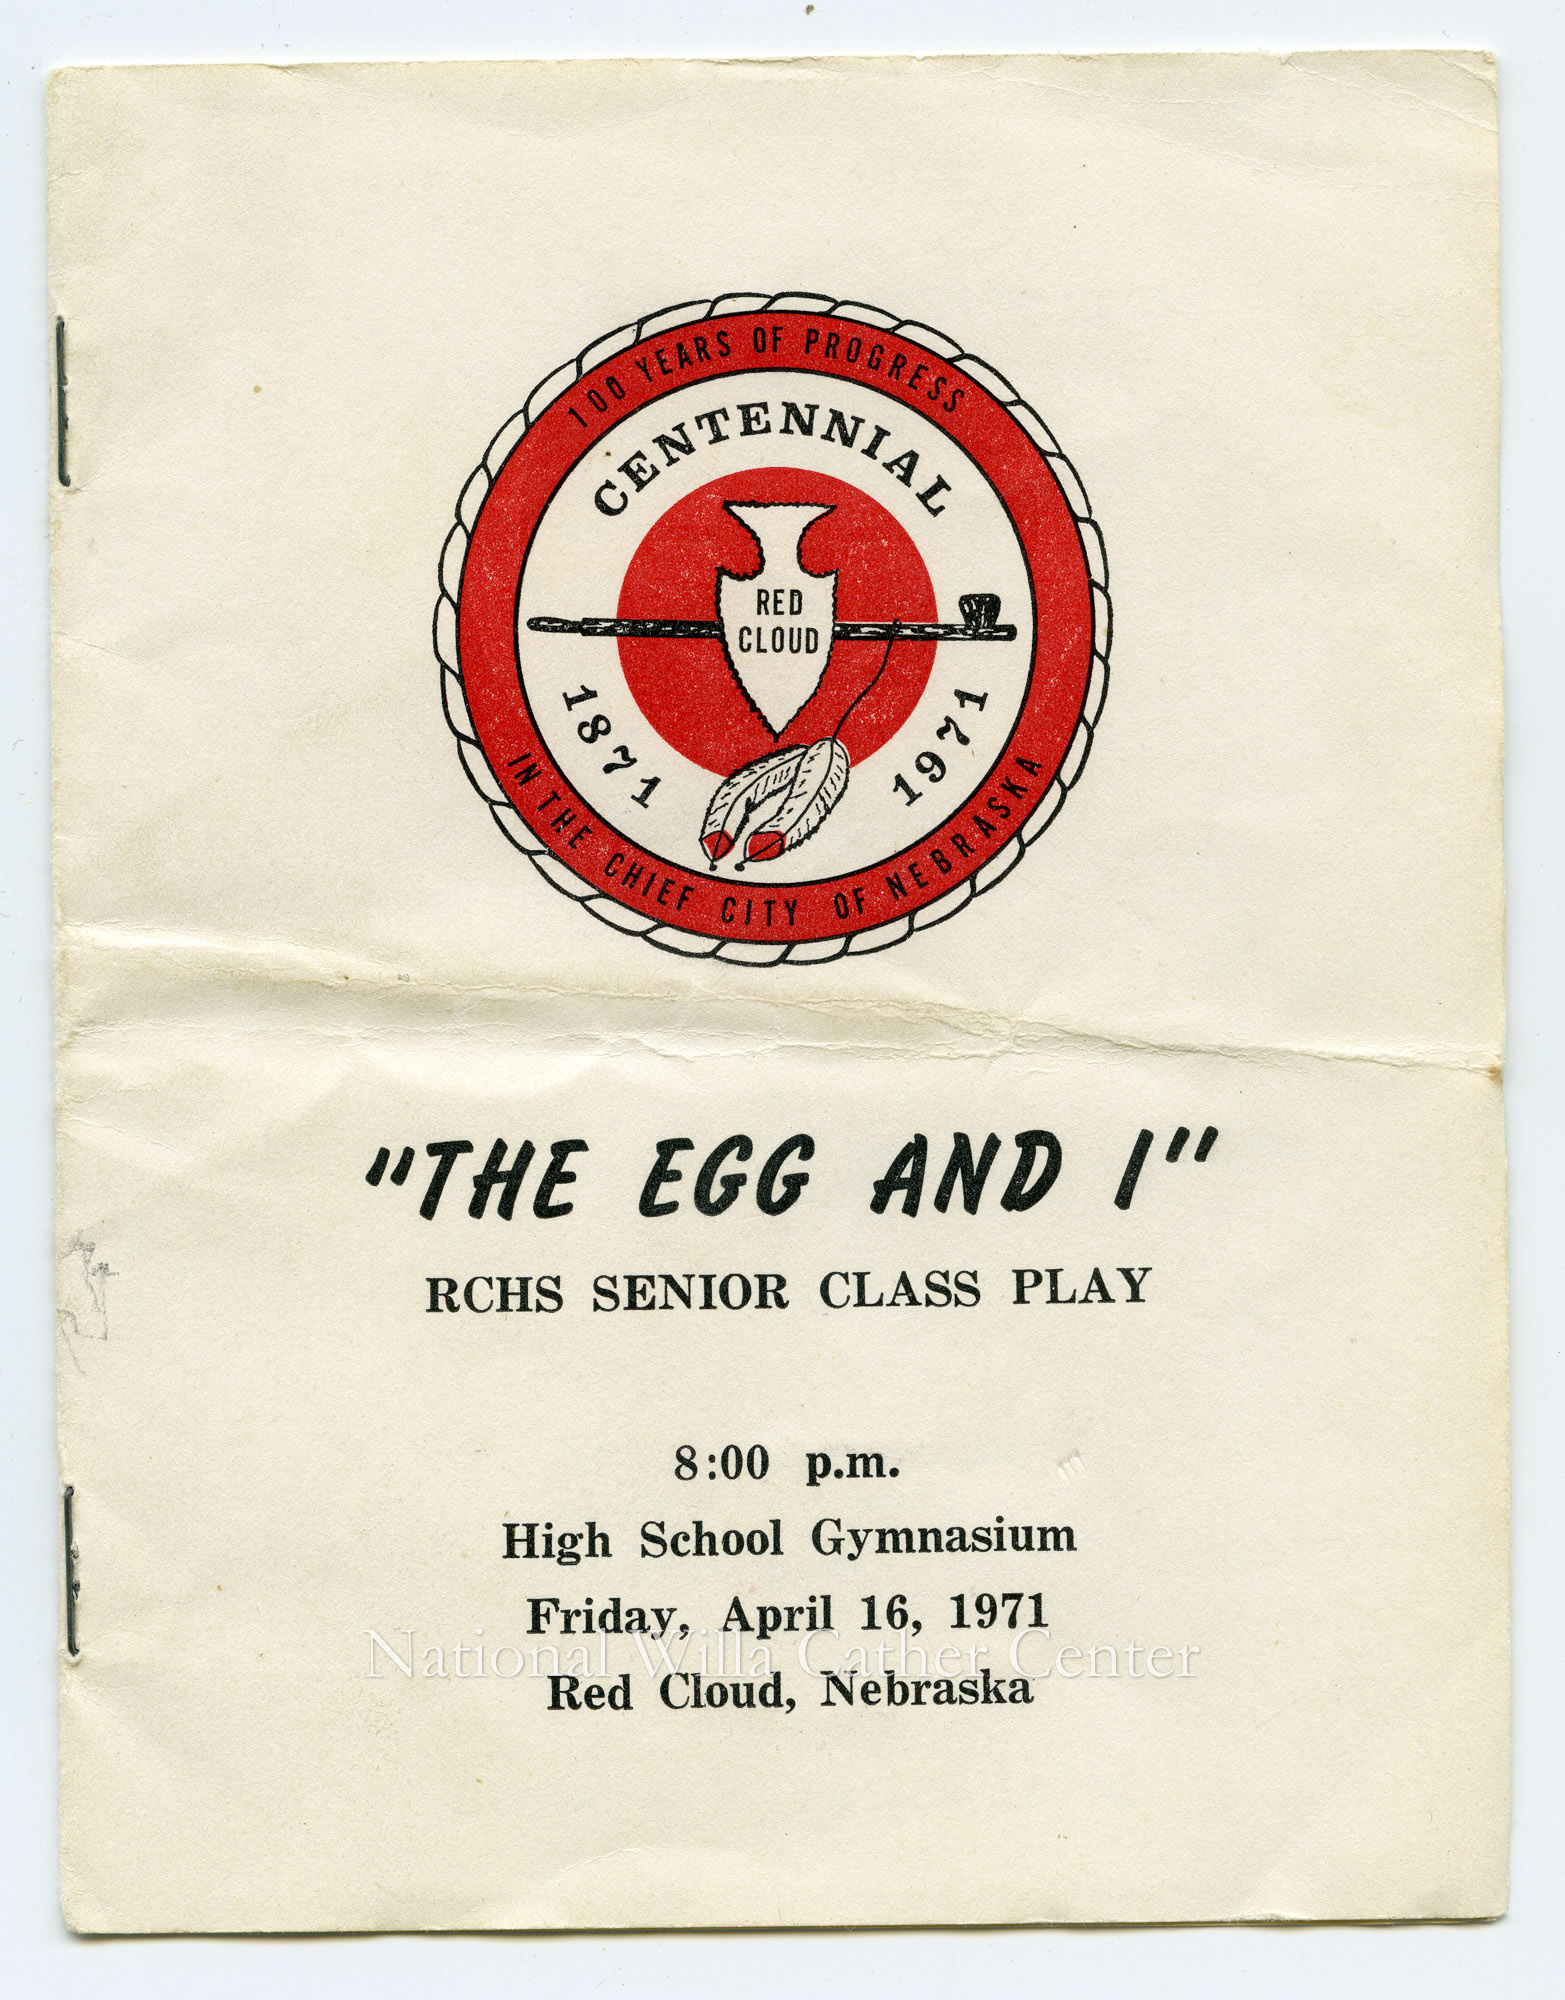 100 YEARS OF PROGRESS
CENTENNIAL
RED
CLOUD
1871 1971
IN THE CHIEF CITY OF NEBRASKA
"THE EGG AND I"
RCHS SENIOR CLASS PLAY
8:00 p.m.
High School Gymnasium
Friday, April 16, 1971
National Willa Cather Center
Red Cloud, Nebraska